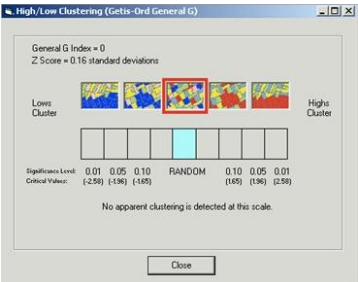 High/Low Clustering (Getis-Ord General G)
General G Index = 0
Z Score = 0.16 standard deviations
Lows
Cluster
Highs
Cluster
Significance Level: 0.01 0.05 0.10 RANDOM 0.10 0.05 0.01
Critical Values: (-2.58) (-1.96) (-1.65) (1.65) (1.96) (2.58)
No apparent clustering is detected at this scale.
Close